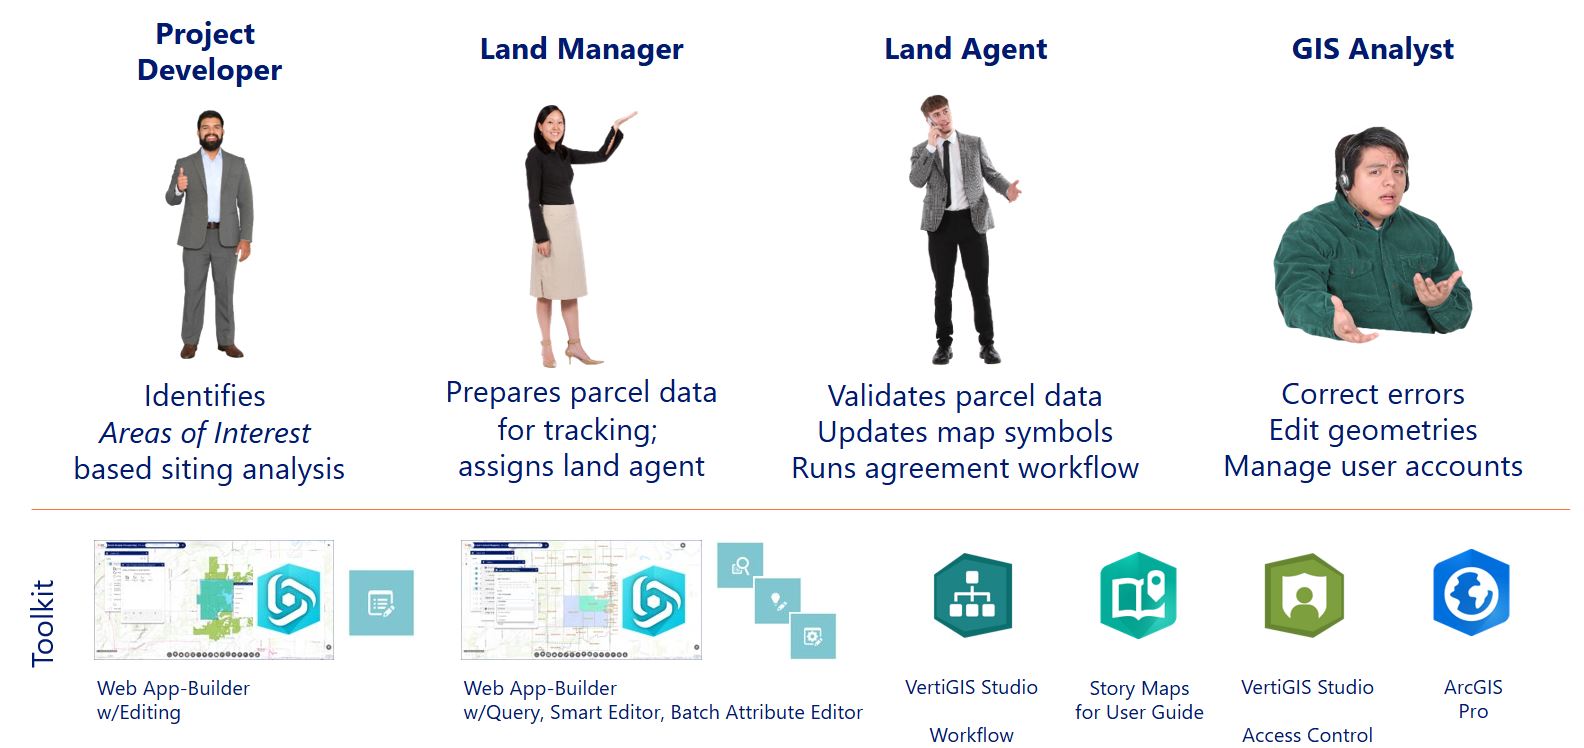 Project
Developer
Land Manager
Land Agent
GIS Analyst
Identifies
Areas of Interest
based siting analysis
Prepares parcel data
for tracking;
assigns land agent
Validates parcel data
Updates map symbols
Runs agreement workflow
Correct errors
Edit geometries
Manage user accounts
Toolkit
Web App-Builder
w/Editing
Web App-Builder
w/Query, Smart Editor, Batch Attribute Editor
VertiGIS Studio
Workflow
Story Maps
for User Guide
VertiGIS Studio
Access Control
ArcGIS
Pro